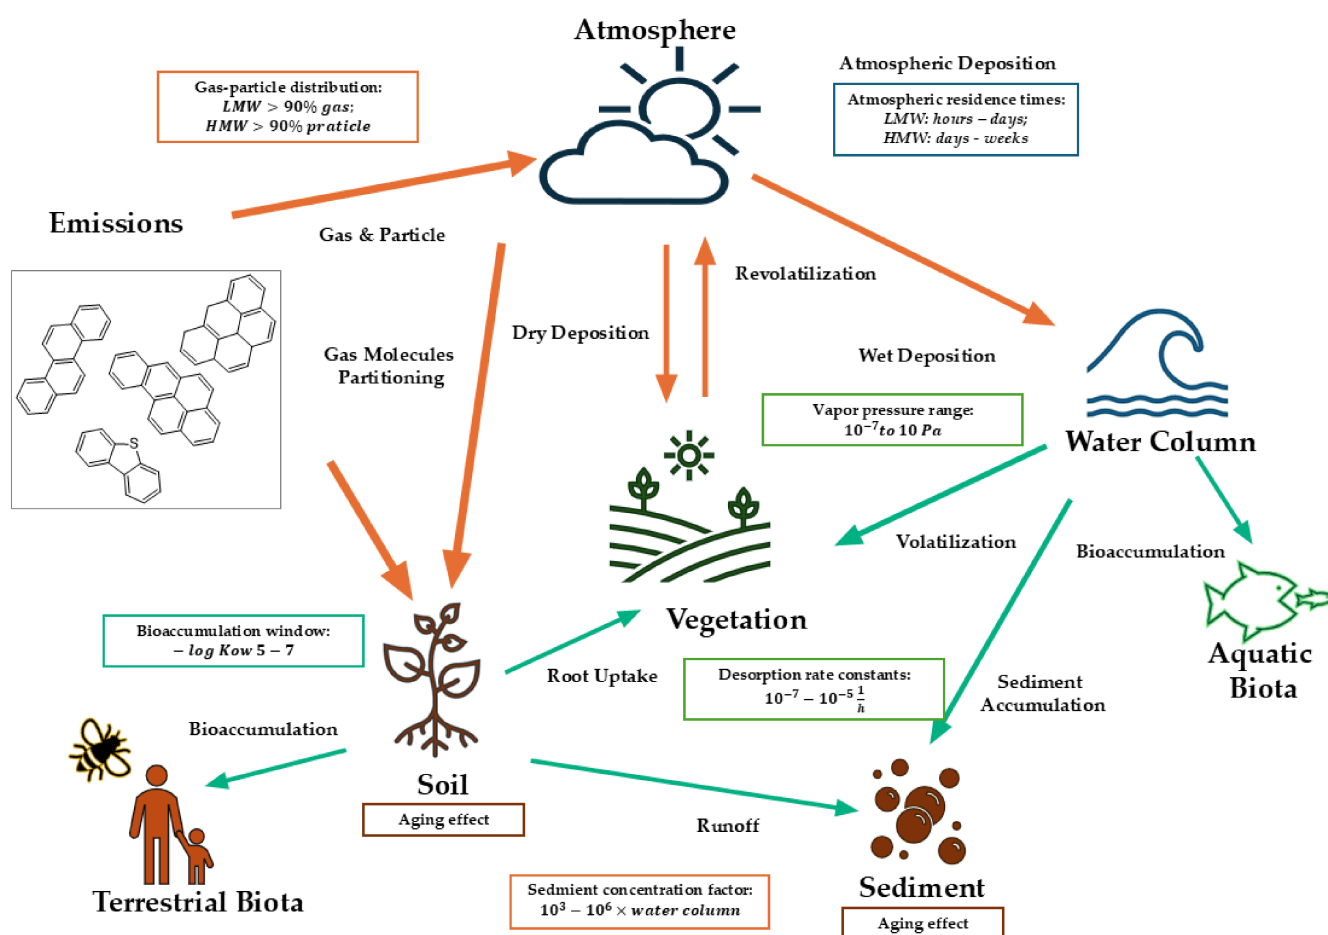 Atmosphere
Gas-particle distribution:
LMW > 90% gas;
HMW > 90% praticle
Atmospheric Deposition
Atmospheric residence times:
LMW: hours – days;
HMW: days - weeks
Emissions
Gas & Particle
Revolatilization
Dry Deposition
Gas Molecules
Partitioning
Wet Deposition
S
Vapor pressure range:
10⁻⁷ to 10 Pa
Water Column
Volatilization
Bioaccumulation
Bioaccumulation window:
− log Kow 5 − 7
Vegetation
Root Uptake
Desorption rate constants:
10⁻⁷ − 10⁻⁵ 1/h
Aquatic
Biota
Sediment
Accumulation
Bioaccumulation
Soil
Aging effect
Runoff
Terrestrial Biota
Sedmient concentration factor:
10³ − 10⁶ × water column
Sediment
Aging effect